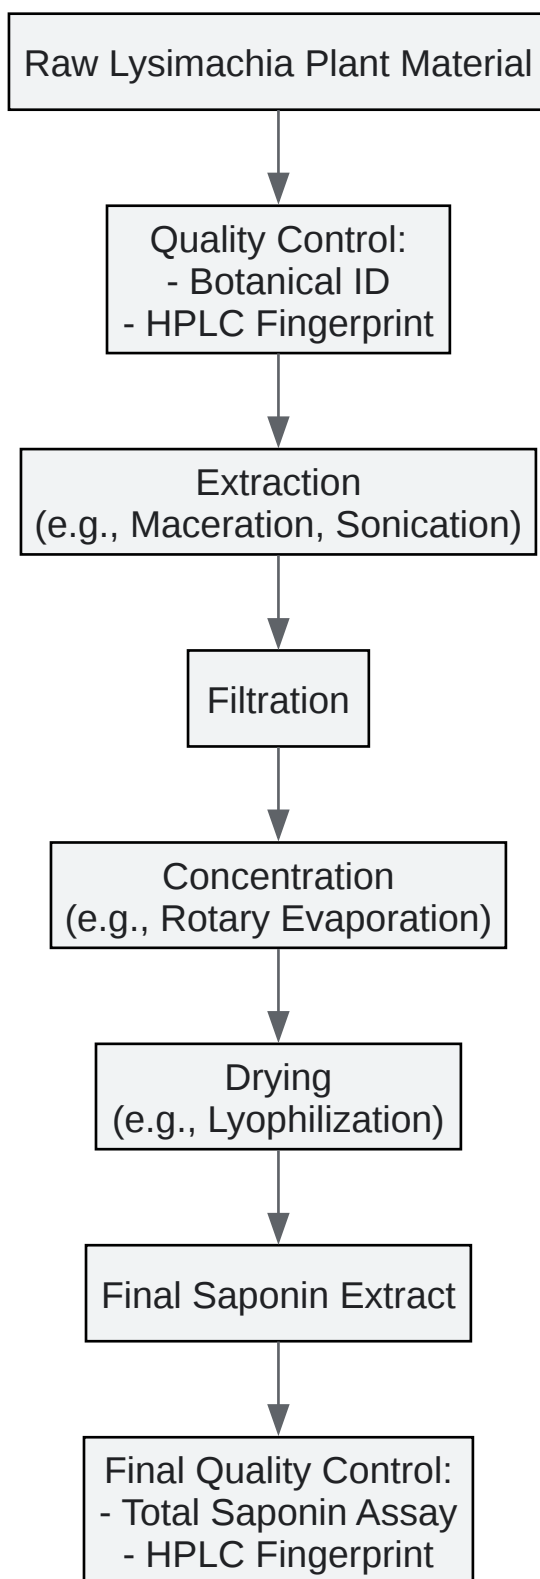 Raw Lysimachia Plant Material
Quality Control:
- Botanical ID
- HPLC Fingerprint
Extraction
(e.g., Maceration, Sonication)
Filtration
Concentration
(e.g., Rotary Evaporation)
Drying
(e.g., Lyophilization)
Final Saponin Extract
Final Quality Control:
- Total Saponin Assay
- HPLC Fingerprint